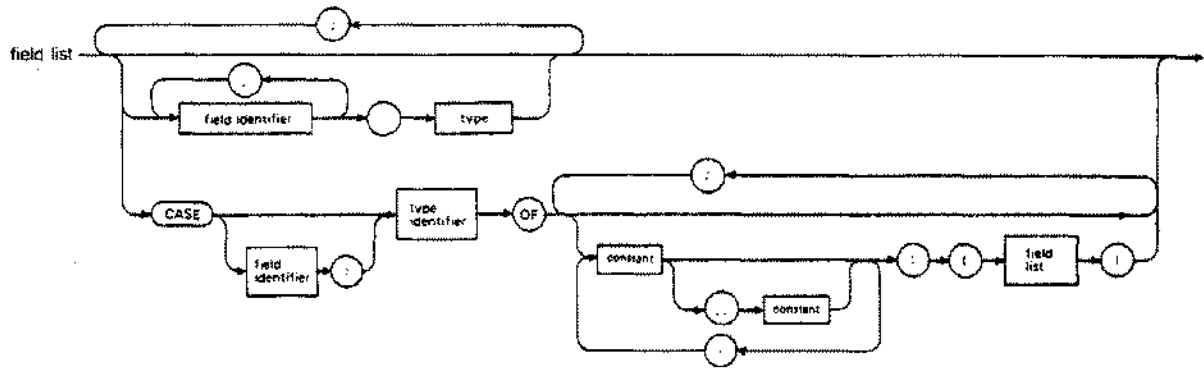 ;
field list
,
field identifier
type
;
CASE
type
identifier
OF
field
identifier
:
constant
:
(
field
list
)
..
constant
,